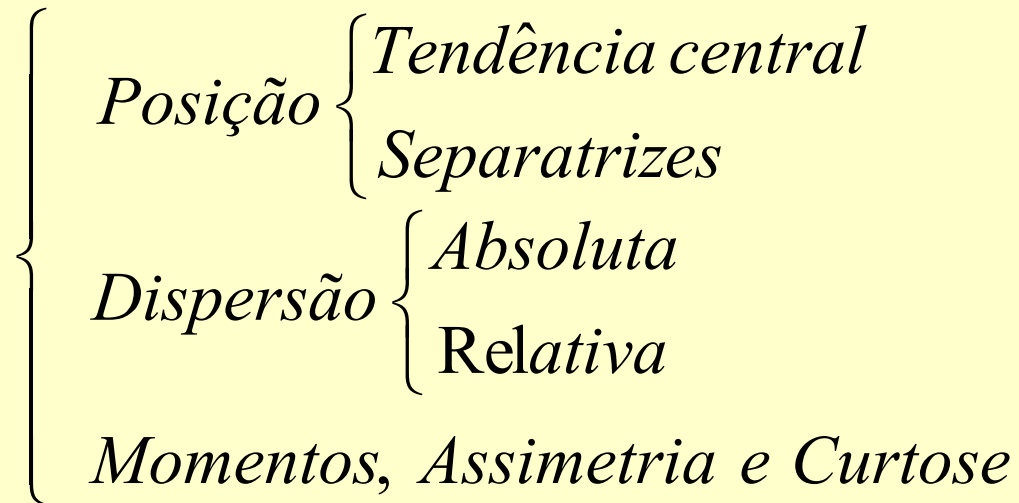 Tendência central
Posição
Separatrizes
Absoluta
Dispersão
Relativa
Momentos, Assimetria e Curtose